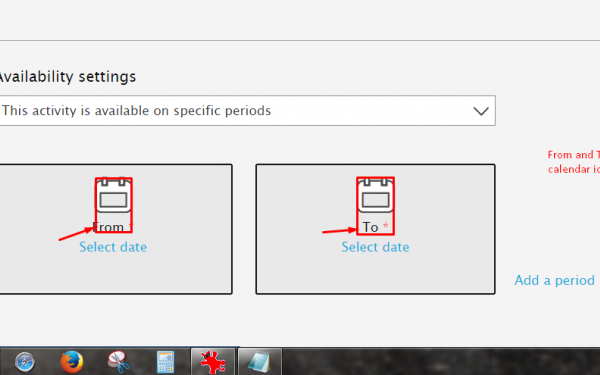 Availability settings
This activity is available on specific periods
From and
calendar
From *
To *
Select date
Select date
Add a period